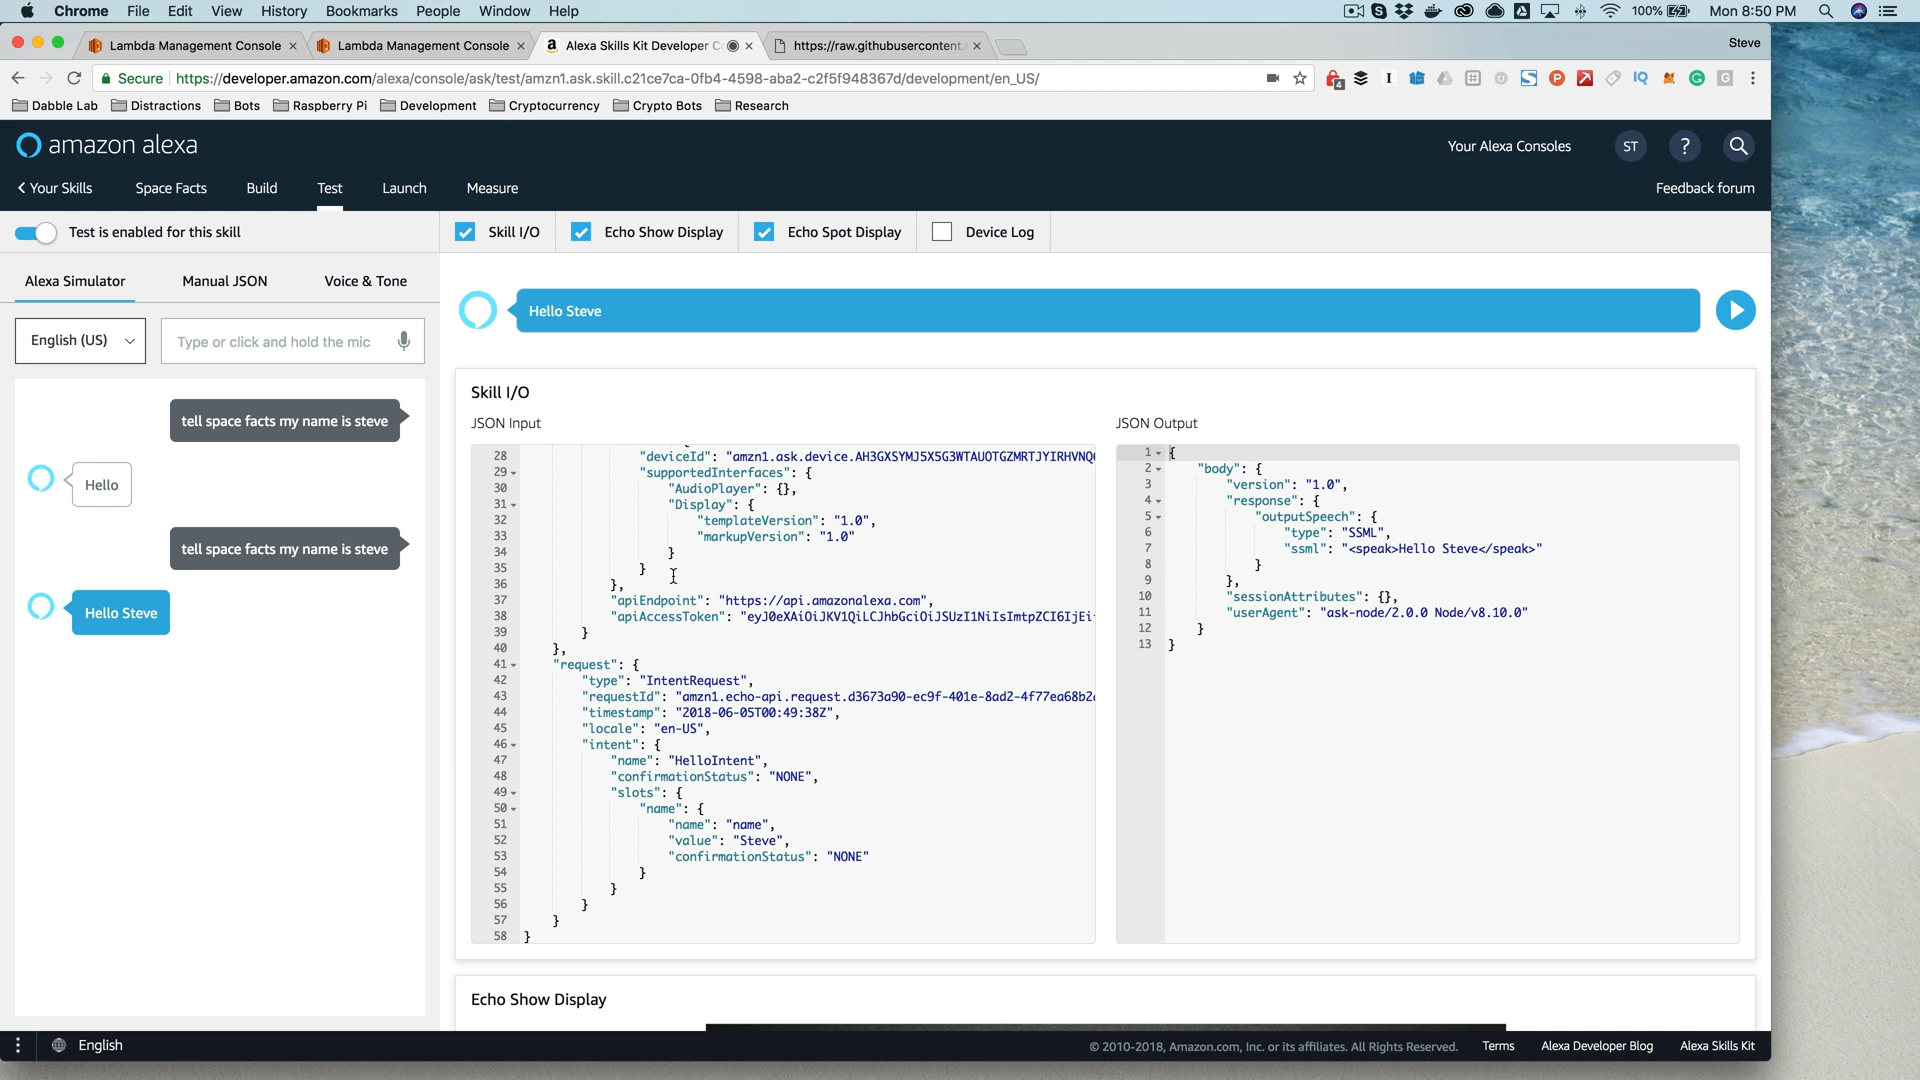 Chrome File Edit View History Bookmarks People Window Help 100% Mon 8:50 PM
Lambda Management Console Lambda Management Console Alexa Skills Kit Developer C https://raw.githubusercontent. Steve
Secure https://developer.amazon.com/alexa/console/ask/test/amzn1.ask.skill.c21ce7ca-0fb4-4598-aba2-c2f5f948367d/development/en_US/
Dabble Lab Distractions Bots Raspberry Pi Development Cryptocurrency Crypto Bots Research
amazon alexa Your Alexa Consoles ST ?
Your Skills Space Facts Build Test Launch Measure Feedback forum
Test is enabled for this skill Skill I/O Echo Show Display Echo Spot Display Device Log
Alexa Simulator Manual JSON Voice & Tone
Hello Steve
English (US) Type or click and hold the mic
tell space facts my name is steve
Hello
tell space facts my name is steve
Hello Steve
Skill I/O
JSON Input
28 "deviceId": "amzn1.ask.device.AH3GXSYMJ5X5G3WTAUOTGZMRTJYIRHVNQ
29 "supportedInterfaces": {
30 "AudioPlayer": {},
31 "Display": {
32 "templateVersion": "1.0",
33 "markupVersion": "1.0"
34 }
35 }
36 },
37 "apiEndpoint": "https://api.amazonalexa.com",
38 "apiAccessToken": "eyJ0eXAiOiJKV1QiLCJhbGciOiJSUzI1NiIsImtpZCI6IjEi
39 }
40 },
41 "request": {
42 "type": "IntentRequest",
43 "requestId": "amzn1.echo-api.request.d3673a90-ec9f-401e-8ad2-4f77ea68b2
44 "timestamp": "2018-06-05T00:49:38Z",
45 "locale": "en-US",
46 "intent": {
47 "name": "HelloIntent",
48 "confirmationStatus": "NONE",
49 "slots": {
50 "name": {
51 "name": "name",
52 "value": "Steve",
53 "confirmationStatus": "NONE"
54 }
55 }
56 }
57 }
58 }
JSON Output
1 {
2 "body": {
3 "version": "1.0",
4 "response": {
5 "outputSpeech": {
6 "type": "SSML",
7 "ssml": "<speak>Hello Steve</speak>"
8 }
9 },
10 "sessionAttributes": {},
11 "userAgent": "ask-node/2.0.0 Node/v8.10.0"
12 }
13 }
Echo Show Display
English © 2010-2018, Amazon.com, Inc. or its affiliates. All Rights Reserved. Terms Alexa Developer Blog Alexa Skills Kit